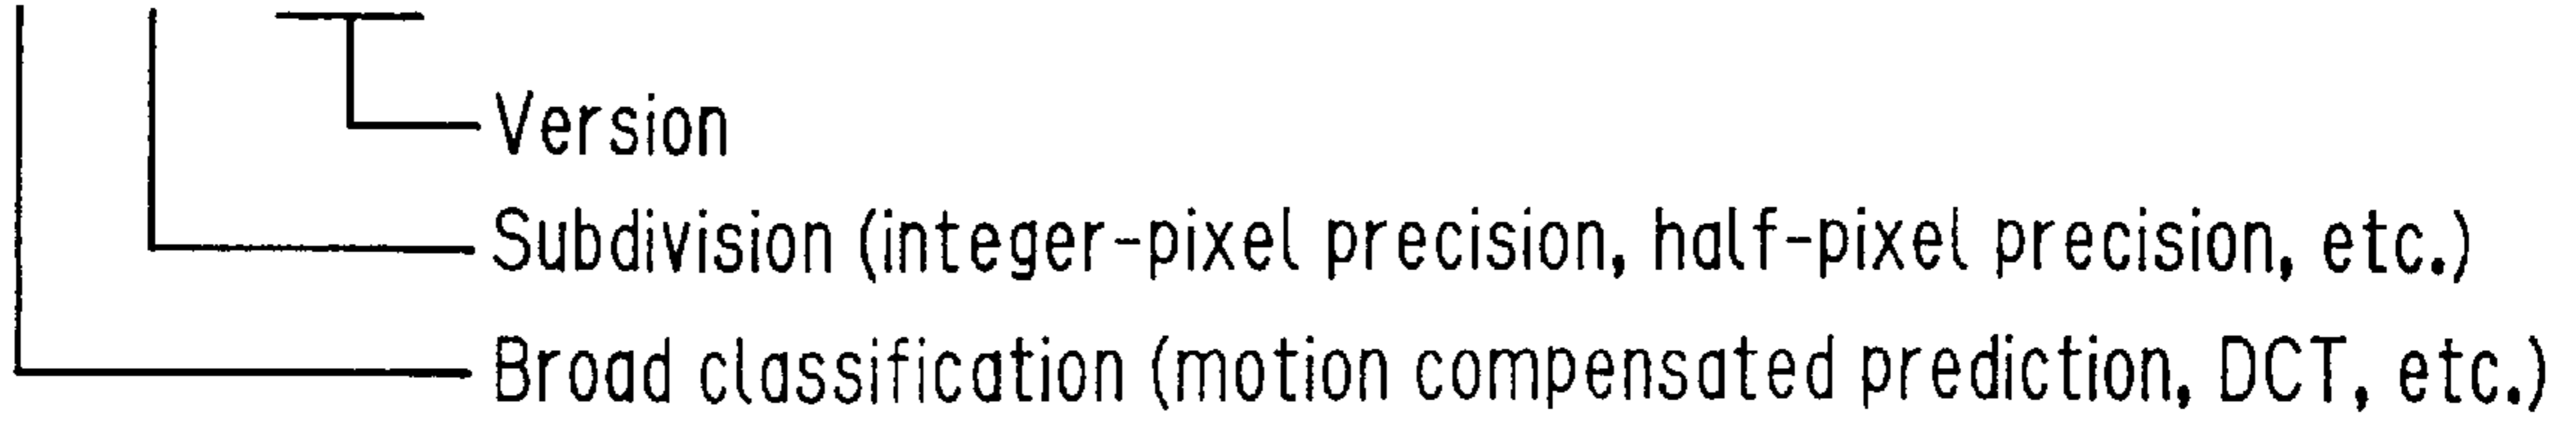 Version
Subdivision (integer-pixel precision, half-pixel precision, etc.)
Broad classification (motion compensated prediction, DCT, etc.)